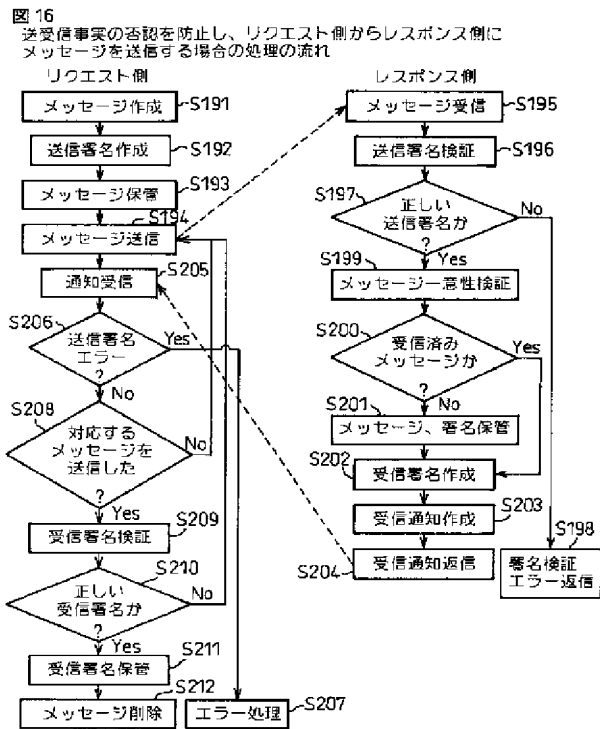 図16
送受信事実の否認を防止し、リクエスト側からレスポンス側に
メッセージを送信する場合の処理の流れ
リクエスト側
メッセージ作成
S191
送信署名作成
S192
メッセージ保管
S193
S194
メッセージ送信
通知受信
S205
S206
送信署名
エラー
?
Yes
No
S208
対応する
メッセージを
送信した
?
No
Yes
受信署名検証
S209
S210
正しい
受信署名か
?
No
Yes
受信署名保管
S211
S212
メッセージ削除
エラー処理
S207
レスポンス側
メッセージ受信
S195
送信署名検証
S196
S197
正しい
送信署名か
?
No
Yes
S199
メッセージ一意性検証
S200
受信済み
メッセージか
?
Yes
No
S201
メッセージ、署名保管
S202
受信署名作成
S203
受信通知作成
S204
受信通知返信
S198
署名検証
エラー返信